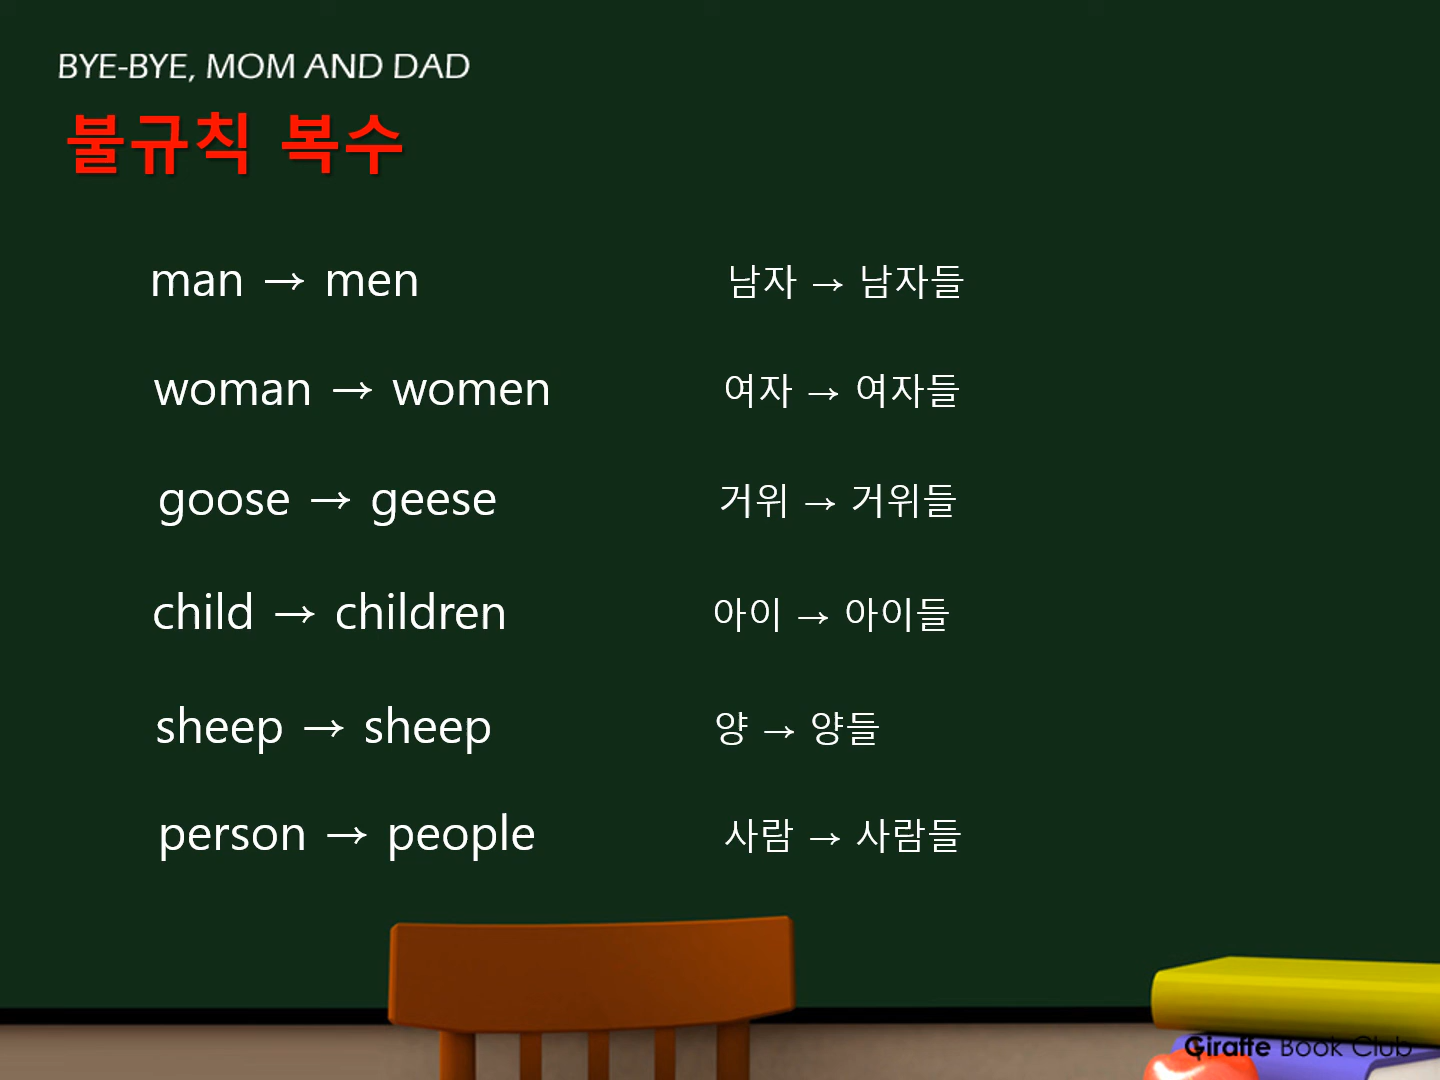 BYE-BYE, MOM AND DAD
불규칙 복수
man → men 남자 → 남자들
woman → women 여자 → 여자들
goose → geese 거위 → 거위들
child → children 아이 → 아이들
sheep → sheep 양 → 양들
person → people 사람 → 사람들
Giraffe Book Club